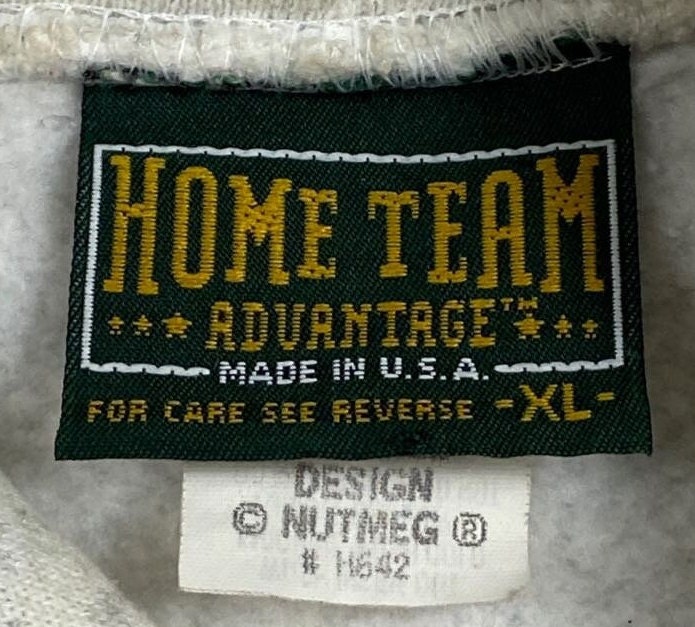 HOME TEAM
ADVANTAGE™
MADE IN U.S.A.
FOR CARE SEE REVERSE -XL-
DESIGN
© NUTMEG ®
# H642